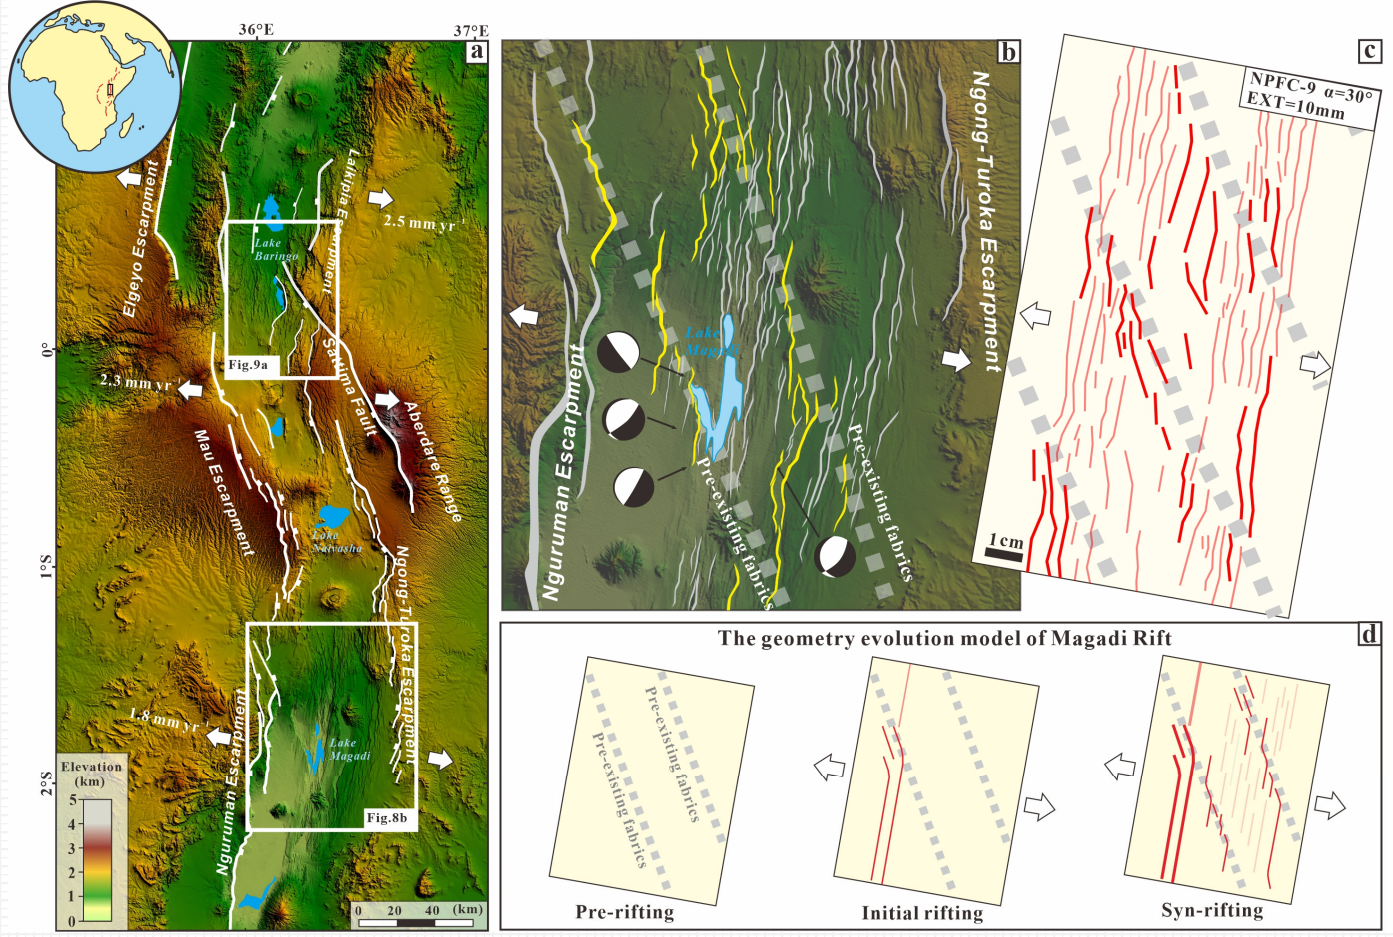 36°E
37°E
a
Elgeyo Escarpment
Laikipia Escarpment
2.5 mm yr⁻¹
Lake
Baringo
Fig.9a
0°
2.3 mm yr⁻¹
Sattima Fault
Aberdare Range
Mau Escarpment
Lake
Naivasha
1°S
Ngong-Turoka Escarpment
1.8 mm yr⁻¹
Nguruman Escarpment
Lake
Magadi
2°S
Fig.8b
Elevation
(km)
5
4
3
2
1
0
0 20 40 (km)
b
Ngong-Turoka Escarpment
Lake
Magadi
Nguruman Escarpment
Pre-existing fabrics
Pre-existing fabrics
c
NPFC-9 α=30°
EXT=10mm
1cm
d
The geometry evolution model of Magadi Rift
Pre-existing fabrics
Pre-existing fabrics
Pre-rifting
Initial rifting
Syn-rifting